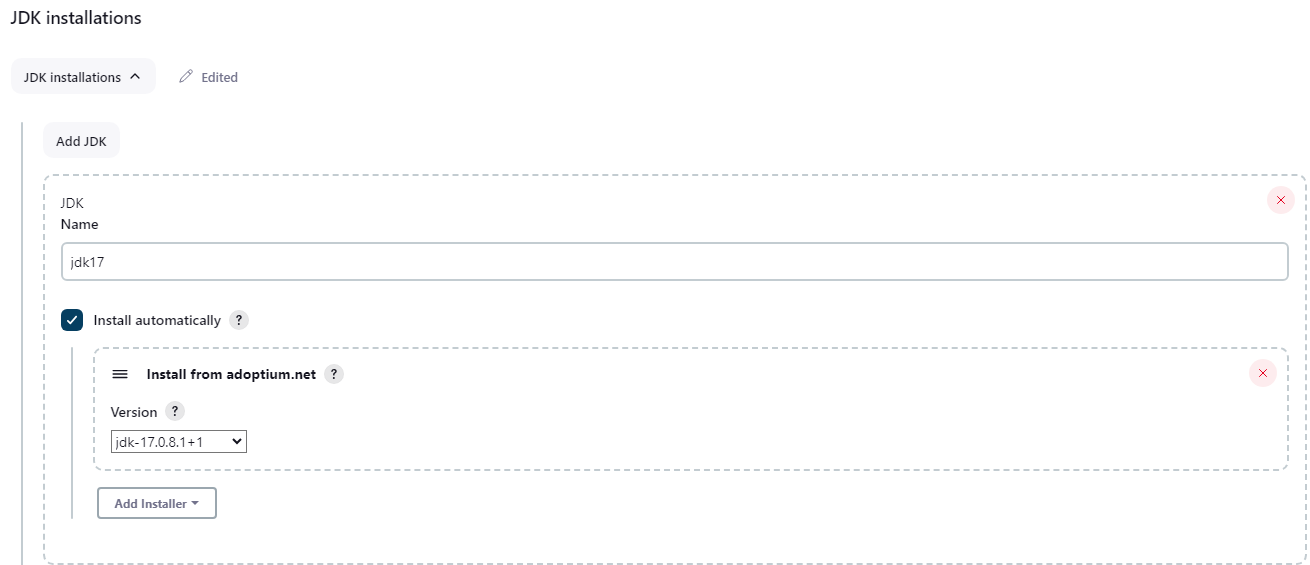 JDK installations
JDK installations Edited
Add JDK
JDK
Name
jdk17
Install automatically ?
Install from adoptium.net ?
Version ?
jdk-17.0.8.1+1
Add Installer